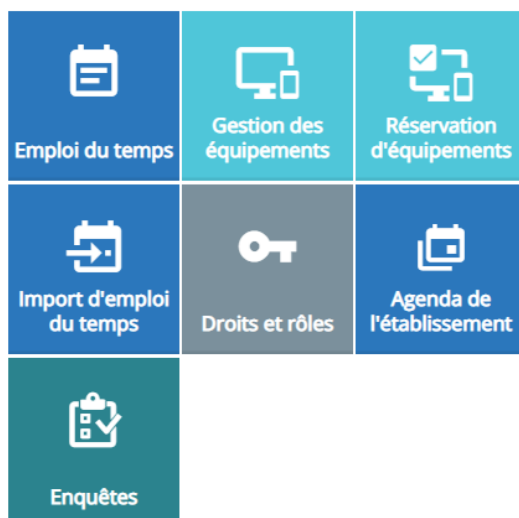 Emploi du temps
Gestion des
équipements
Réservation
d'équipements
Import d'emploi
du temps
Droits et rôles
Agenda de
l'établissement
Enquêtes